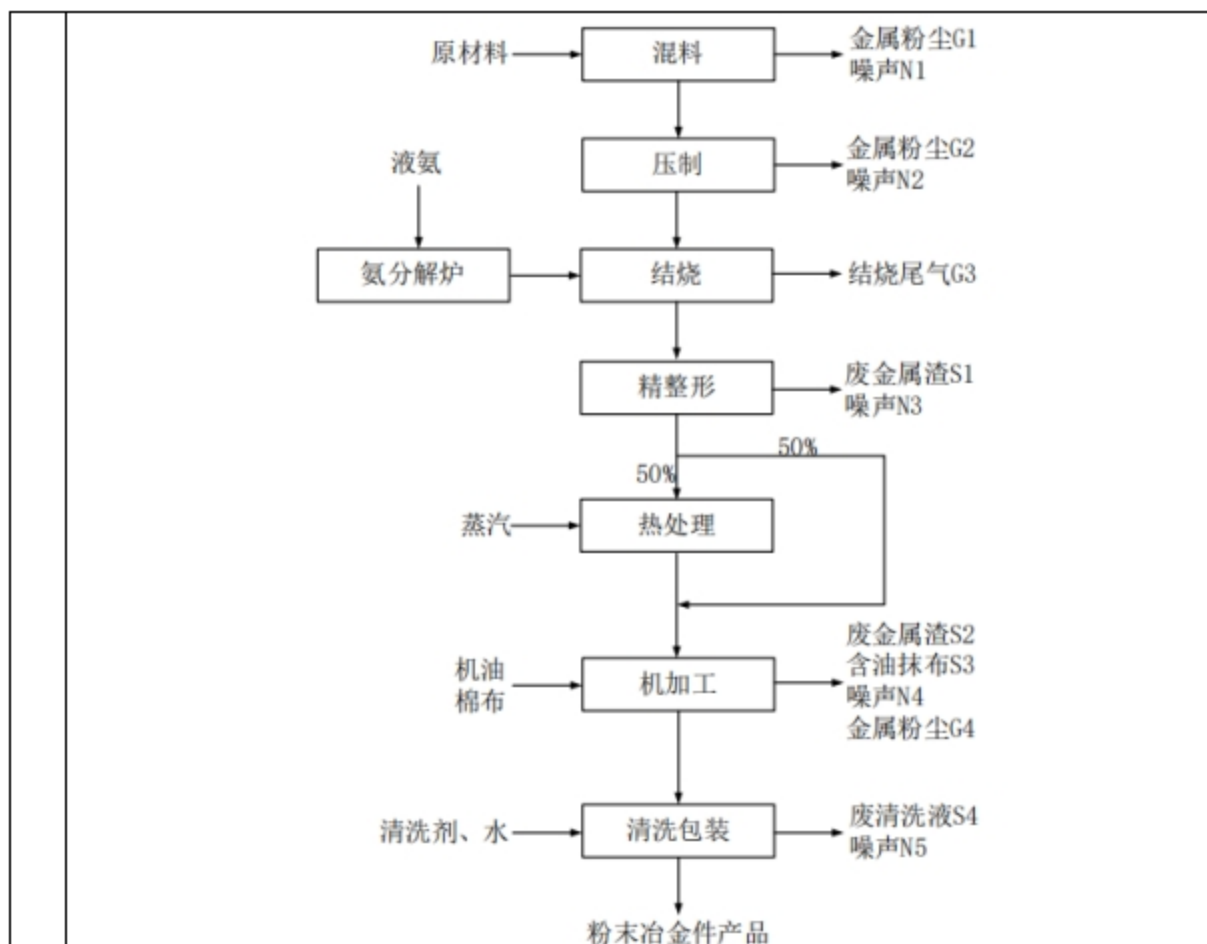 原材料
混料
金属粉尘G1
噪声N1
液氨
压制
金属粉尘G2
噪声N2
氨分解炉
结烧
结烧尾气G3
精整形
废金属渣S1
噪声N3
50%
50%
蒸汽
热处理
机油
棉布
机加工
废金属渣S2
含油抹布S3
噪声N4
金属粉尘G4
清洗剂、水
清洗包装
废清洗液S4
噪声N5
粉末冶金件产品